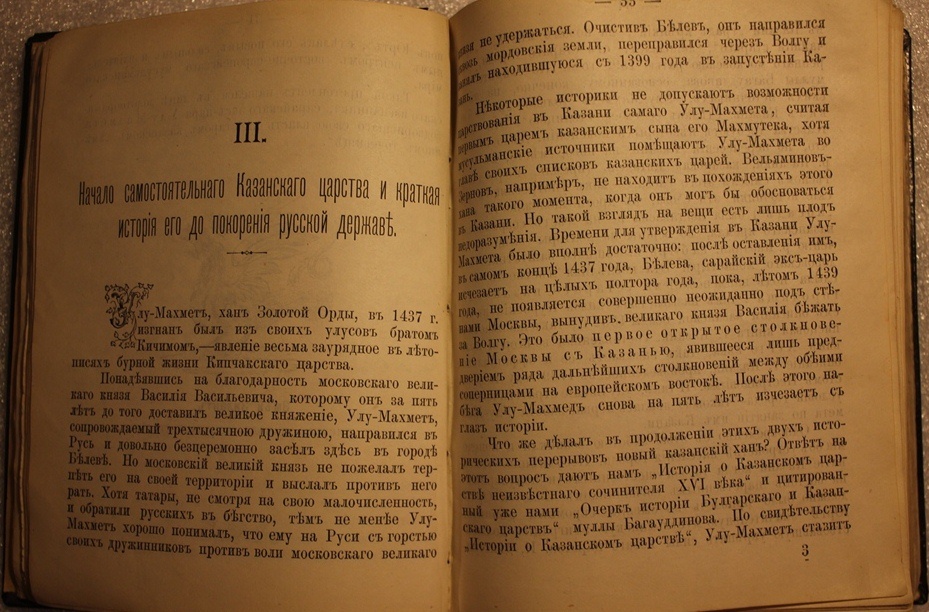 III.
Начало самостоятельнаго Казанскаго царства и краткая
исторія его до покоренія русской державѣ.
Улу-Махметъ, ханъ Золотой Орды, въ 1437 г.
изгнанъ былъ изъ своихъ улусовъ братомъ
Кичимомъ,—явленіе весьма заурядное въ лѣто-
писяхъ бурной жизни Кипчакскаго царства.
Понадѣявшись на благодарность московскаго вели-
каго князя Василія Васильевича, которому онъ за пять
лѣтъ до того доставилъ великое княженіе, Улу-Махметъ,
сопровождаемый трехтысячною дружиною, направился въ
Русь и довольно безцеремонно засѣлъ здѣсь въ городѣ
Бѣлевѣ. Но московскій великій князь не пожелалъ тер-
пѣть его на своей территоріи и выслалъ противъ него
рать. Хотя татары, не смотря на свою малочисленность,
и обратили русскихъ въ бѣгство, тѣмъ не менѣе Улу-
Махметъ хорошо понималъ, что ему на Руси съ горстью
своихъ дружинниковъ противъ воли московскаго великаго
— 33 —
князя не удержаться. Очистивъ Бѣлевъ, онъ направился
сквозь мордовскія земли, переправился черезъ Волгу и
занялъ находившуюся съ 1399 года въ запустѣніи Ка-
зань.
Нѣкоторые историки не допускаютъ возможности
царствованія въ Казани самаго Улу-Махмета, считая
первымъ царемъ казанскимъ сына его Махмутека, хотя
мусульманскіе источники помѣщаютъ Улу-Махмета во
главѣ своихъ списковъ казанскихъ царей. Вельяминовъ-
Зерновъ, напримѣръ, не находитъ въ похожденіяхъ этого
хана такого момента, когда онъ могъ бы обосноваться
въ Казани. Но такой взглядъ на вещи есть лишь плодъ
недоразумѣнія. Времени для утвержденія въ Казани Улу-
Махмета было вполнѣ достаточно: послѣ оставленія имъ,
въ самомъ концѣ 1437 года, Бѣлева, сарайскій эксъ-царь
исчезаетъ на цѣлыхъ полтора года, пока, лѣтомъ 1439
года, не появляется совершенно неожиданно подъ стѣ-
нами Москвы, вынудивъ великаго князя Василія бѣжать
за Волгу. Это было первое открытое столкнове-
ніе Москвы съ Казанью, явившееся лишь пред-
дверіемъ ряда дальнѣйшихъ столкновеній между обѣими
соперницами на европейскомъ востокѣ. Послѣ этого на-
бѣга Улу-Махмедъ снова на пять лѣтъ изчезаетъ съ
глазъ исторіи.
Что же дѣлалъ въ продолженіи этихъ двухъ исто-
рическихъ перерывовъ новый казанскій ханъ? Отвѣтъ на
этотъ вопросъ даютъ намъ „Исторія о Казанскомъ цар-
ствѣ неизвѣстнаго сочинителя XVI вѣка“ и цитирован-
ный уже нами „Очеркъ исторіи Булгарскаго и Казан-
скаго царствъ“ муллы Багауддинова. По свидѣтельству
„Исторіи о Казанскомъ царствѣ“, Улу-Махметъ ставитъ
3